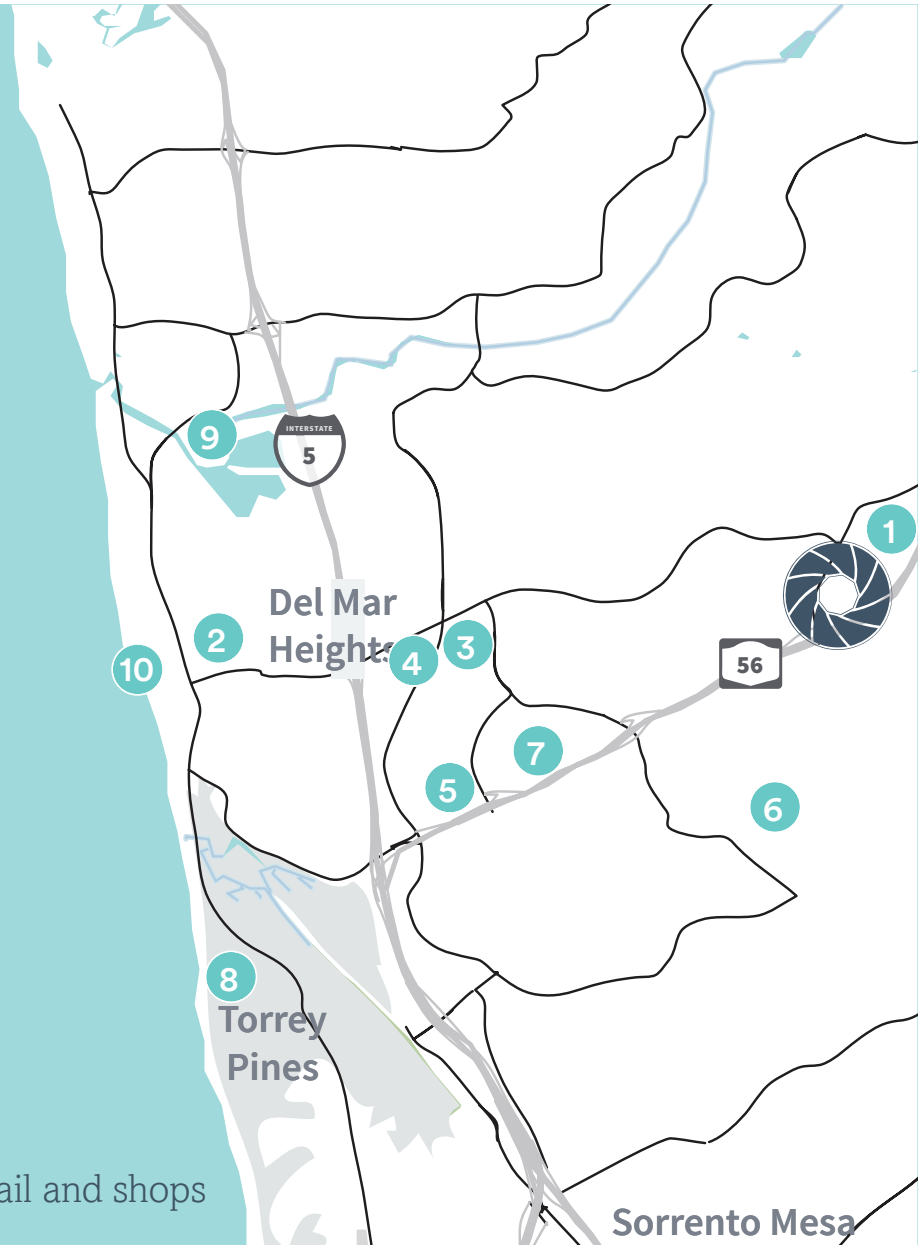 9
INTERSTATE
5
1
Del Mar
Heights
2
3
4
10
56
7
5
6
8
Torrey
Pines
ail and shops
Sorrento Mesa